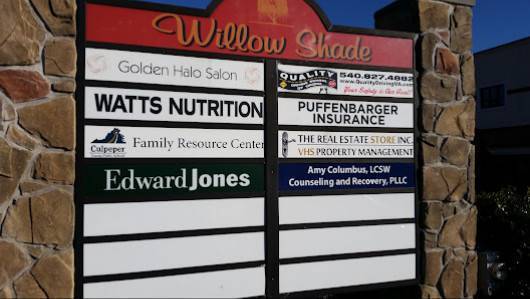 Willow Shade
Golden Halo Salon
WATTS NUTRITION
Culpeper
Family Resource Center
Edward Jones
QUALITY
540.827.4882
Your Safety is Our Goal!
PUFFENBARGER
INSURANCE
THE REAL ESTATE STORE INC.
VHS PROPERTY MANAGEMENT
Amy Columbus, LCSW
Counseling and Recovery, PLLC